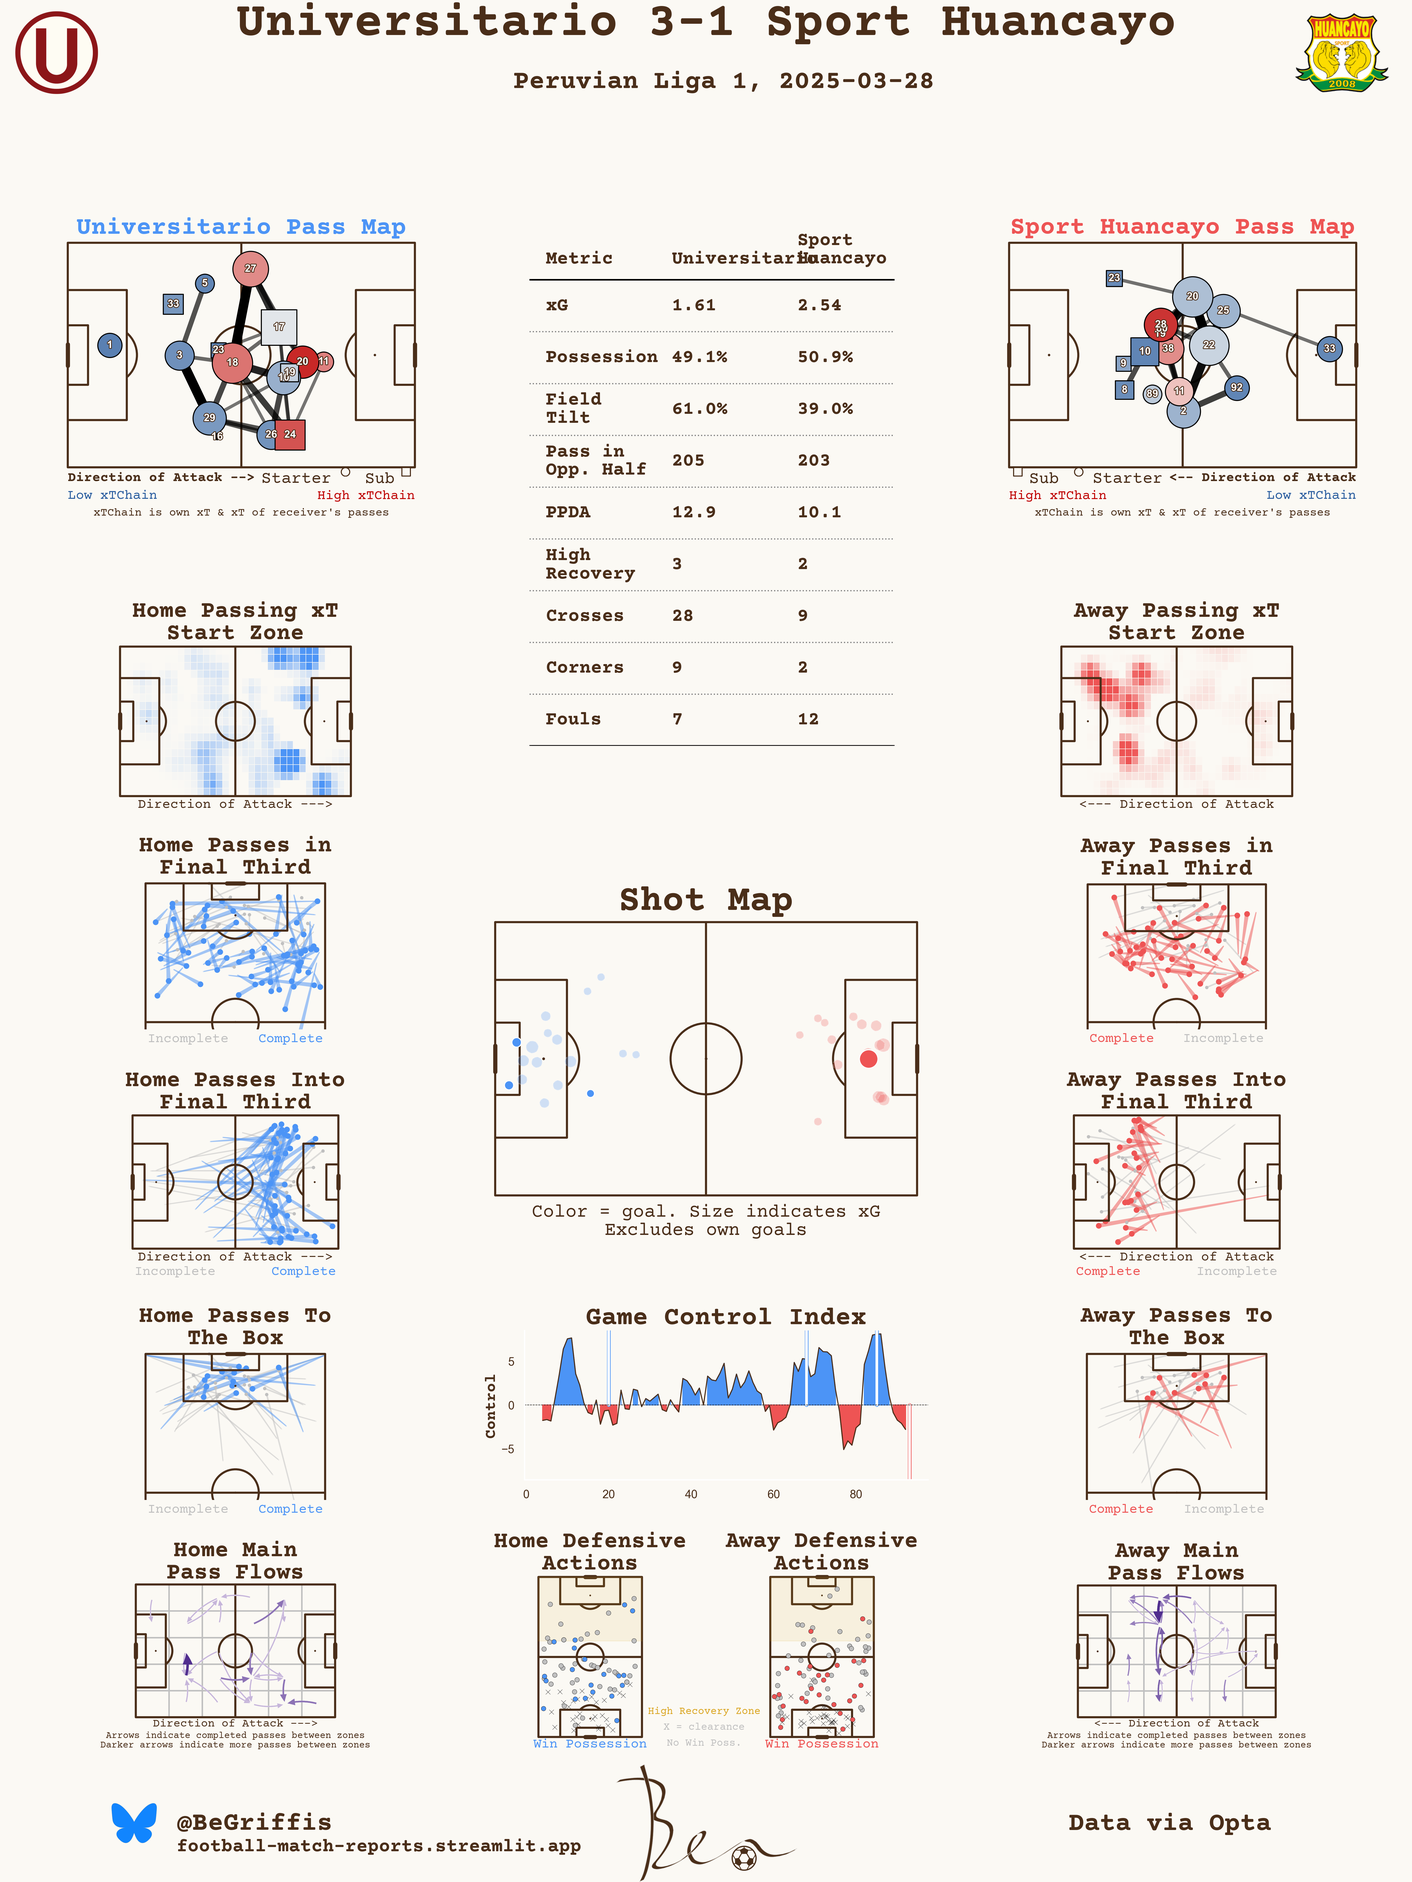 Universitario 3-1 Sport Huancayo
Peruvian Liga 1, 2025-03-28
U
HUANCAYO
SPORT
2008
Universitario Pass Map
27
5
33
17
1
3
23
18
20
11
10
19
29
16
26
24
Direction of Attack --> Starter Sub
Low xTChain High xTChain
xTChain is own xT & xT of receiver's passes
Metric Universitario Sport Huancayo
xG 1.61 2.54
Possession 49.1% 50.9%
Field Tilt 61.0% 39.0%
Pass in Opp. Half 205 203
PPDA 12.9 10.1
High Recovery 3 2
Crosses 28 9
Corners 9 2
Fouls 7 12
Sport Huancayo Pass Map
23
20
25
28
19
10
38
22
33
9
8
89
11
92
2
Sub Starter <-- Direction of Attack
High xTChain Low xTChain
xTChain is own xT & xT of receiver's passes
Home Passing xT
Start Zone
Direction of Attack --->
Away Passing xT
Start Zone
<--- Direction of Attack
Home Passes in
Final Third
Incomplete Complete
Away Passes in
Final Third
Complete Incomplete
Shot Map
Color = goal. Size indicates xG
Excludes own goals
Home Passes Into
Final Third
Direction of Attack --->
Incomplete Complete
Away Passes Into
Final Third
<--- Direction of Attack
Complete Incomplete
Home Passes To
The Box
Incomplete Complete
Game Control Index
Control
5
0
−5
0 20 40 60 80
Away Passes To
The Box
Complete Incomplete
Home Main
Pass Flows
Direction of Attack --->
Arrows indicate completed passes between zones
Darker arrows indicate more passes between zones
Home Defensive
Actions
Win Possession
High Recovery Zone
X = clearance
No Win Poss.
Away Defensive
Actions
Win Possession
Away Main
Pass Flows
<--- Direction of Attack
Arrows indicate completed passes between zones
Darker arrows indicate more passes between zones
@BeGriffis
football-match-reports.streamlit.app
Ben
Data via Opta